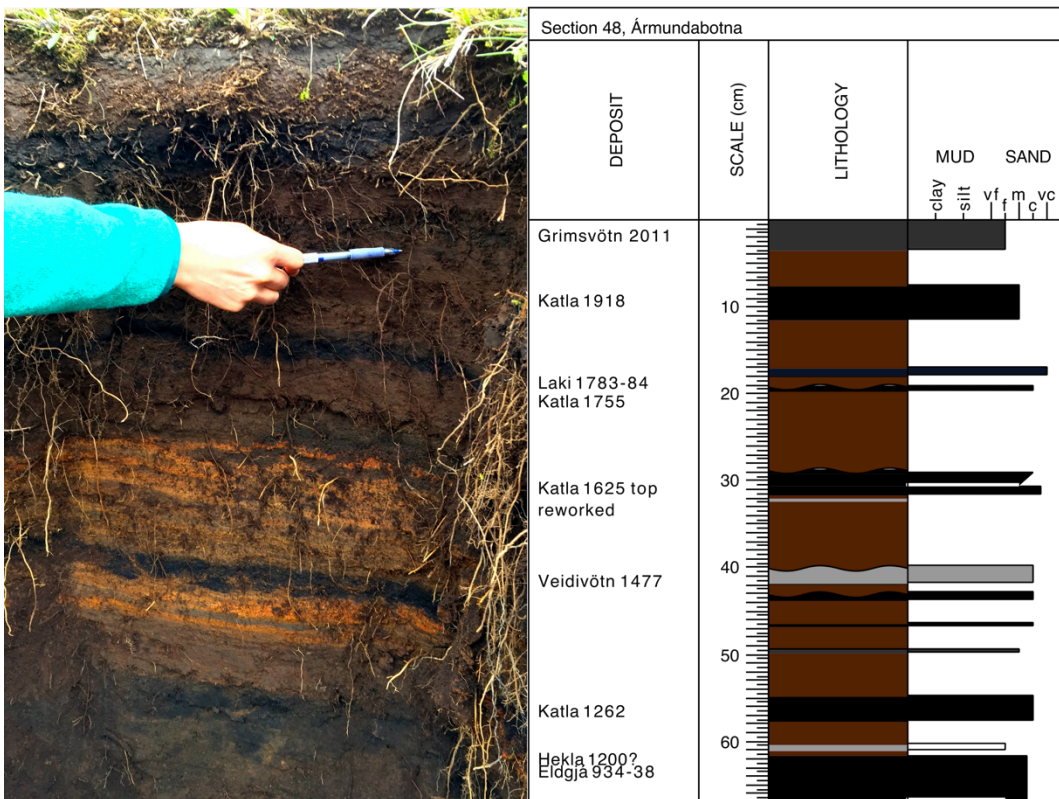 Section 48, Ármundabotna
DEPOSIT
SCALE (cm)
LITHOLOGY
MUD
SAND
clay
silt
vf
f
m
c
vc
Grimsvötn 2011
Katla 1918
10
Laki 1783-84
Katla 1755
20
Katla 1625 top
reworked
30
Veidivötn 1477
40
50
Katla 1262
60
Hekla 1200?
Eldgjá 934-38